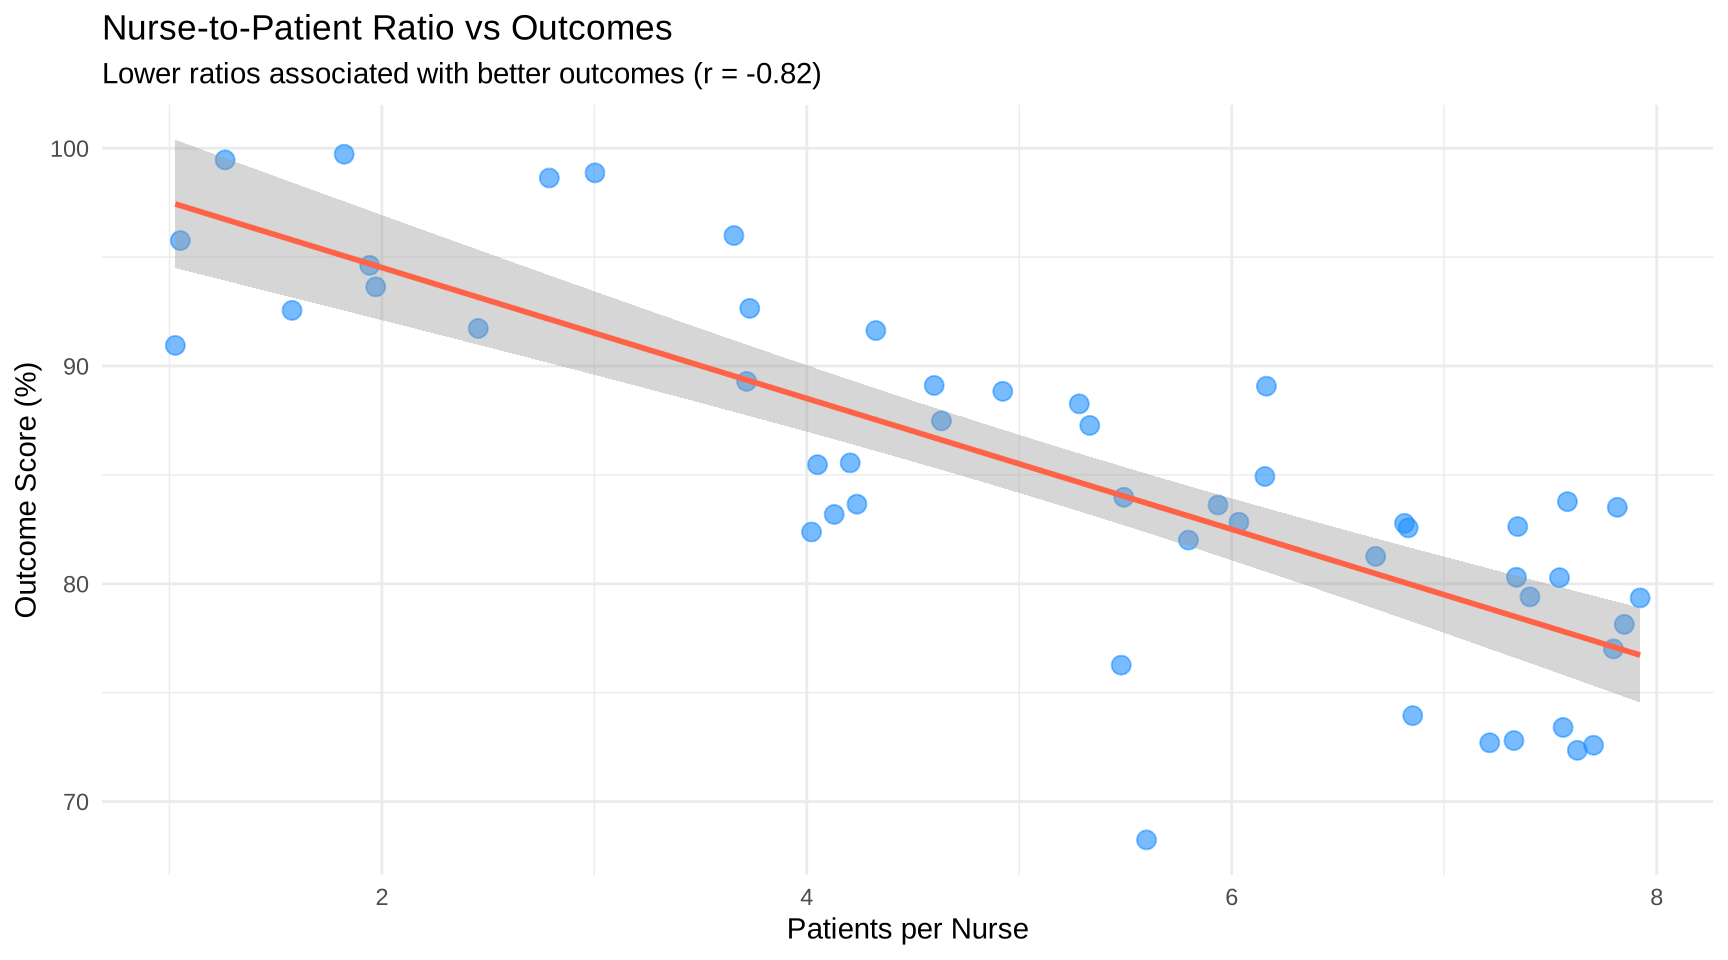 Nurse-to-Patient Ratio vs Outcomes
Lower ratios associated with better outcomes (r = -0.82)
100
90
80
70
Outcome Score (%)
2 4 6 8
Patients per Nurse